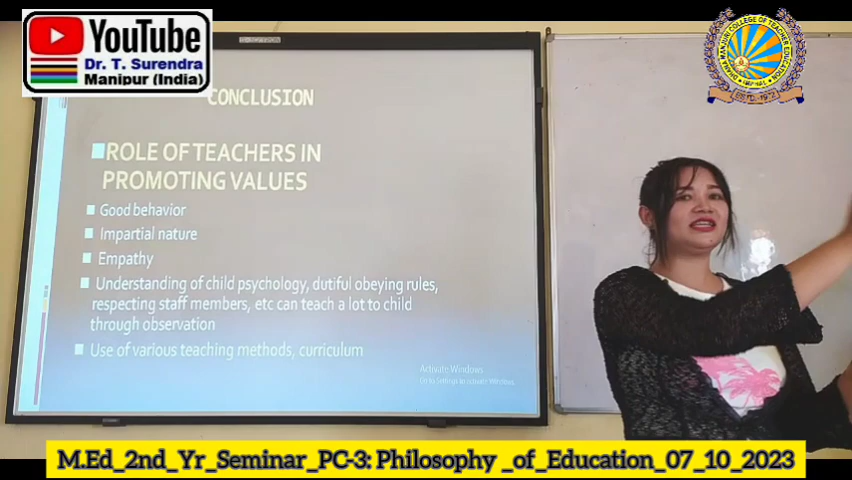 YouTube
Dr. T. Surendra
Manipur (India)
CONCLUSION
ROLE OF TEACHERS IN
PROMOTING VALUES
Good behavior
Impartial nature
Empathy
Understanding of child psychology, dutiful obeying rules,
respecting staff members, etc can teach a lot to child
through observation
Use of various teaching methods, curriculum
Activate Windows
Go to Settings to activate Windows.
M.Ed_2nd_Yr_Seminar_PC-3: Philosophy _of_Education_07_10_2023